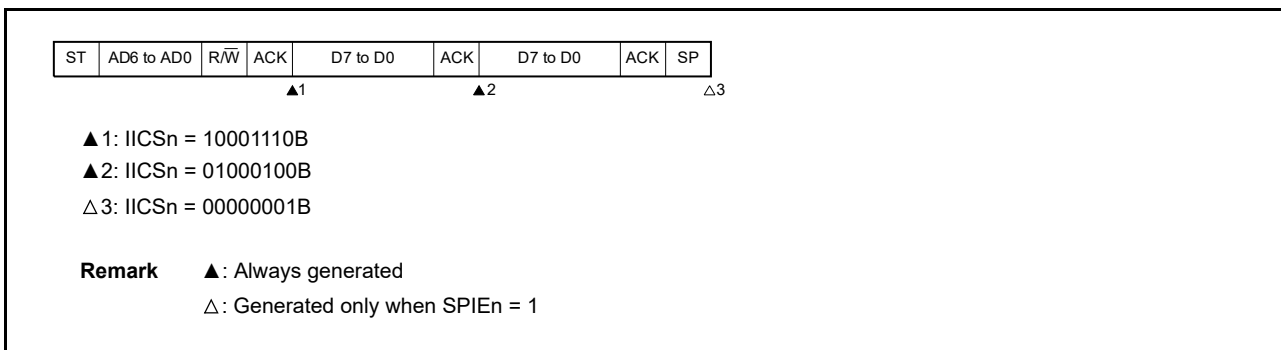 ST AD6 to AD0 R/W̅ ACK D7 to D0 ACK D7 to D0 ACK SP
▲1 ▲2 △3
▲1: IICSn = 10001110B
▲2: IICSn = 01000100B
△3: IICSn = 00000001B
Remark ▲: Always generated
△: Generated only when SPIEn = 1